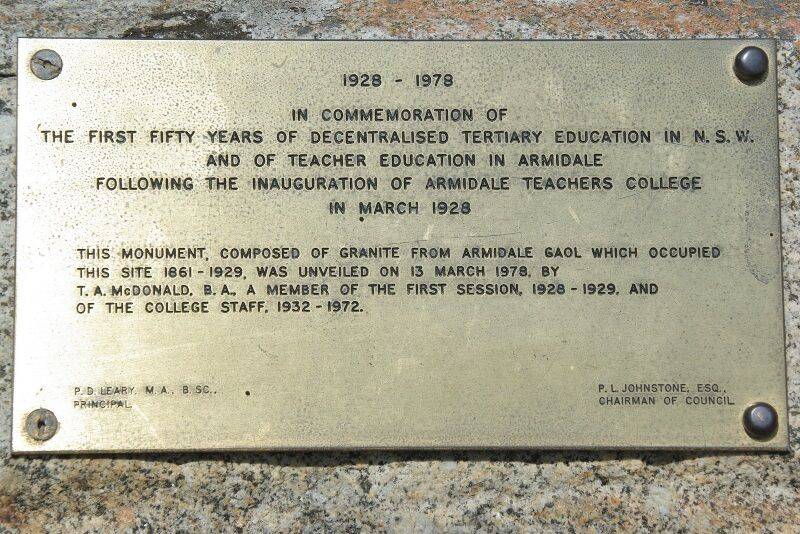 1928 - 1978
IN COMMEMORATION OF
THE FIRST FIFTY YEARS OF DECENTRALISED TERTIARY EDUCATION IN N.S.W.
AND OF TEACHER EDUCATION IN ARMIDALE
FOLLOWING THE INAUGURATION OF ARMIDALE TEACHERS COLLEGE
IN MARCH 1928
THIS MONUMENT, COMPOSED OF GRANITE FROM ARMIDALE GAOL WHICH OCCUPIED
THIS SITE 1861 - 1929, WAS UNVEILED ON 13 MARCH 1978, BY
T. A. McDONALD, B.A., A MEMBER OF THE FIRST SESSION, 1928 - 1929, AND
OF THE COLLEGE STAFF, 1932 - 1972.
P. D. LEARY, M.A., B.SC.,
PRINCIPAL
P. L. JOHNSTONE, ESQ.,
CHAIRMAN OF COUNCIL